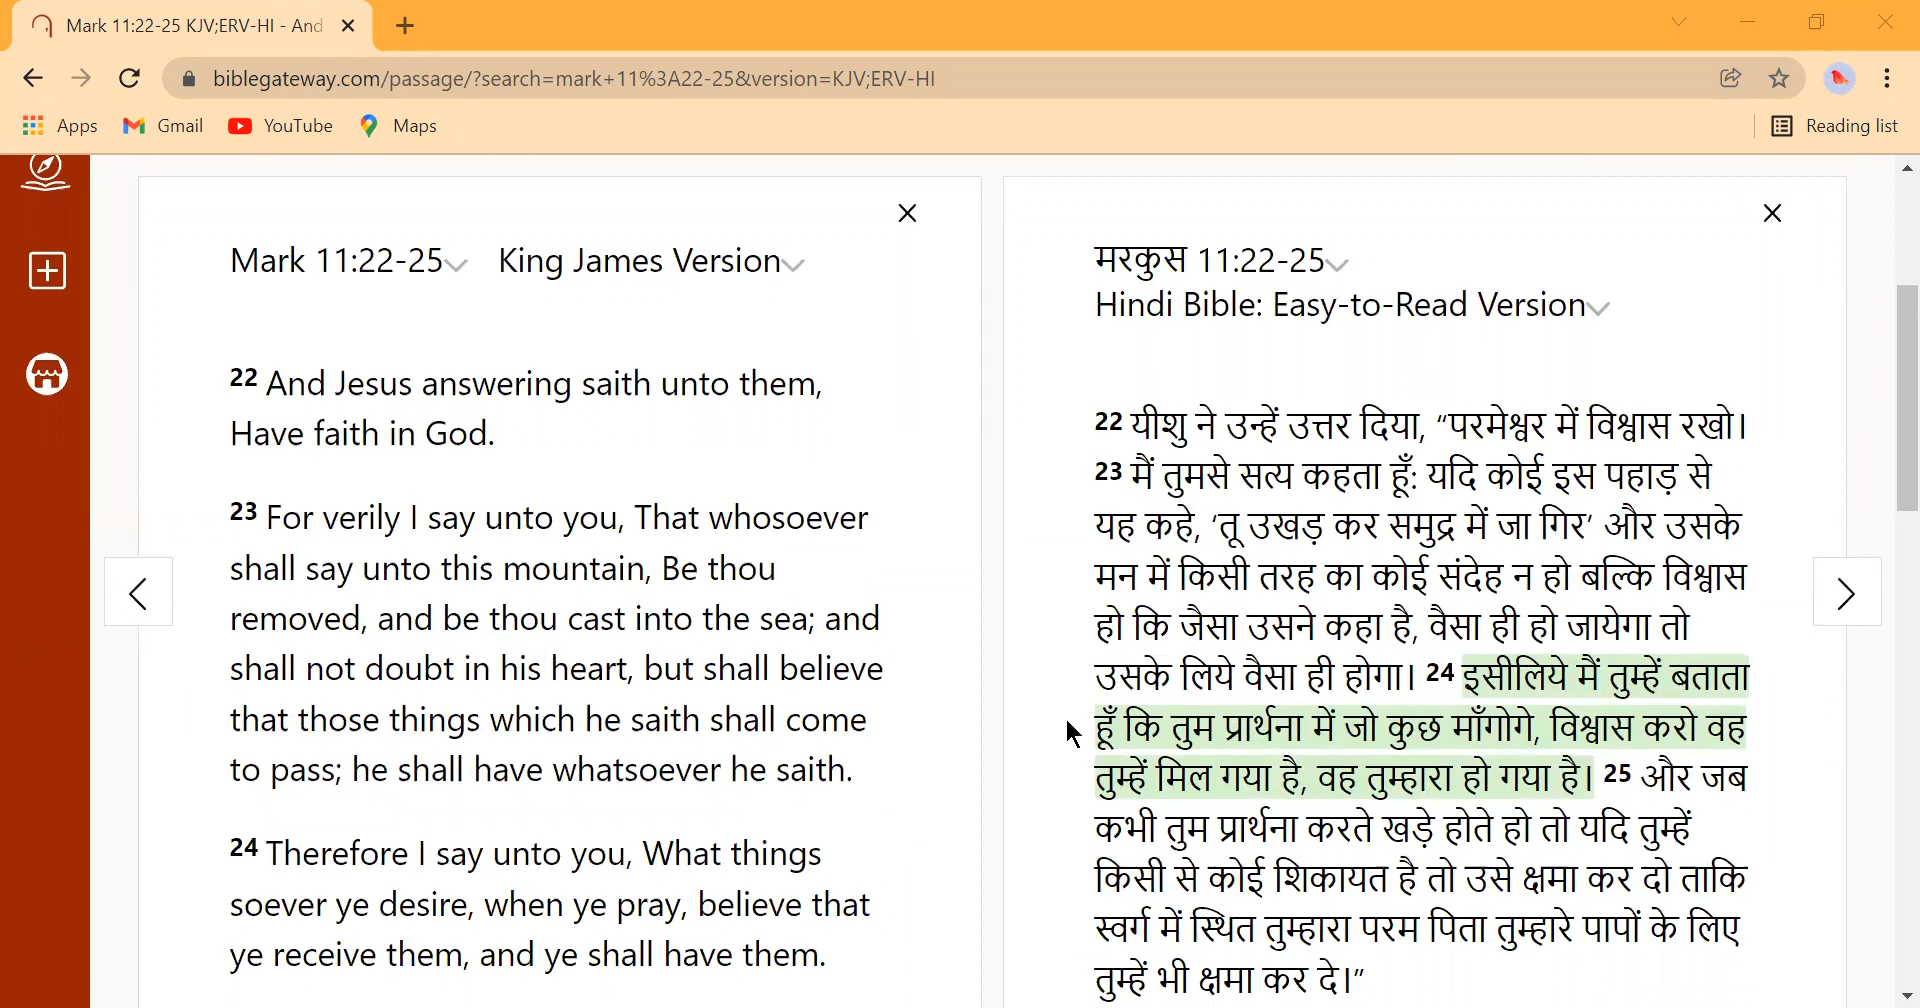 Mark 11:22-25 KJV;ERV-HI - And
biblegateway.com/passage/?search=mark+11%3A22-25&version=KJV;ERV-HI
Apps Gmail YouTube Maps Reading list
Mark 11:22-25 King James Version
22 And Jesus answering saith unto them,
Have faith in God.
23 For verily I say unto you, That whosoever
shall say unto this mountain, Be thou
removed, and be thou cast into the sea; and
shall not doubt in his heart, but shall believe
that those things which he saith shall come
to pass; he shall have whatsoever he saith.
24 Therefore I say unto you, What things
soever ye desire, when ye pray, believe that
ye receive them, and ye shall have them.
मरकुस 11:22-25
Hindi Bible: Easy-to-Read Version
22 यीशु ने उन्हें उत्तर दिया, “परमेश्वर में विश्वास रखो।
23 मैं तुमसे सत्य कहता हूँ: यदि कोई इस पहाड़ से
यह कहे, ‘तू उखड़ कर समुद्र में जा गिर’ और उसके
मन में किसी तरह का कोई संदेह न हो बल्कि विश्वास
हो कि जैसा उसने कहा है, वैसा ही हो जायेगा तो
उसके लिये वैसा ही होगा। 24 इसीलिये मैं तुम्हें बताता
हूँ कि तुम प्रार्थना में जो कुछ माँगोगे, विश्वास करो वह
तुम्हें मिल गया है, वह तुम्हारा हो गया है। 25 और जब
कभी तुम प्रार्थना करते खड़े होते हो तो यदि तुम्हें
किसी से कोई शिकायत है तो उसे क्षमा कर दो ताकि
स्वर्ग में स्थित तुम्हारा परम पिता तुम्हारे पापों के लिए
तुम्हें भी क्षमा कर दे।”